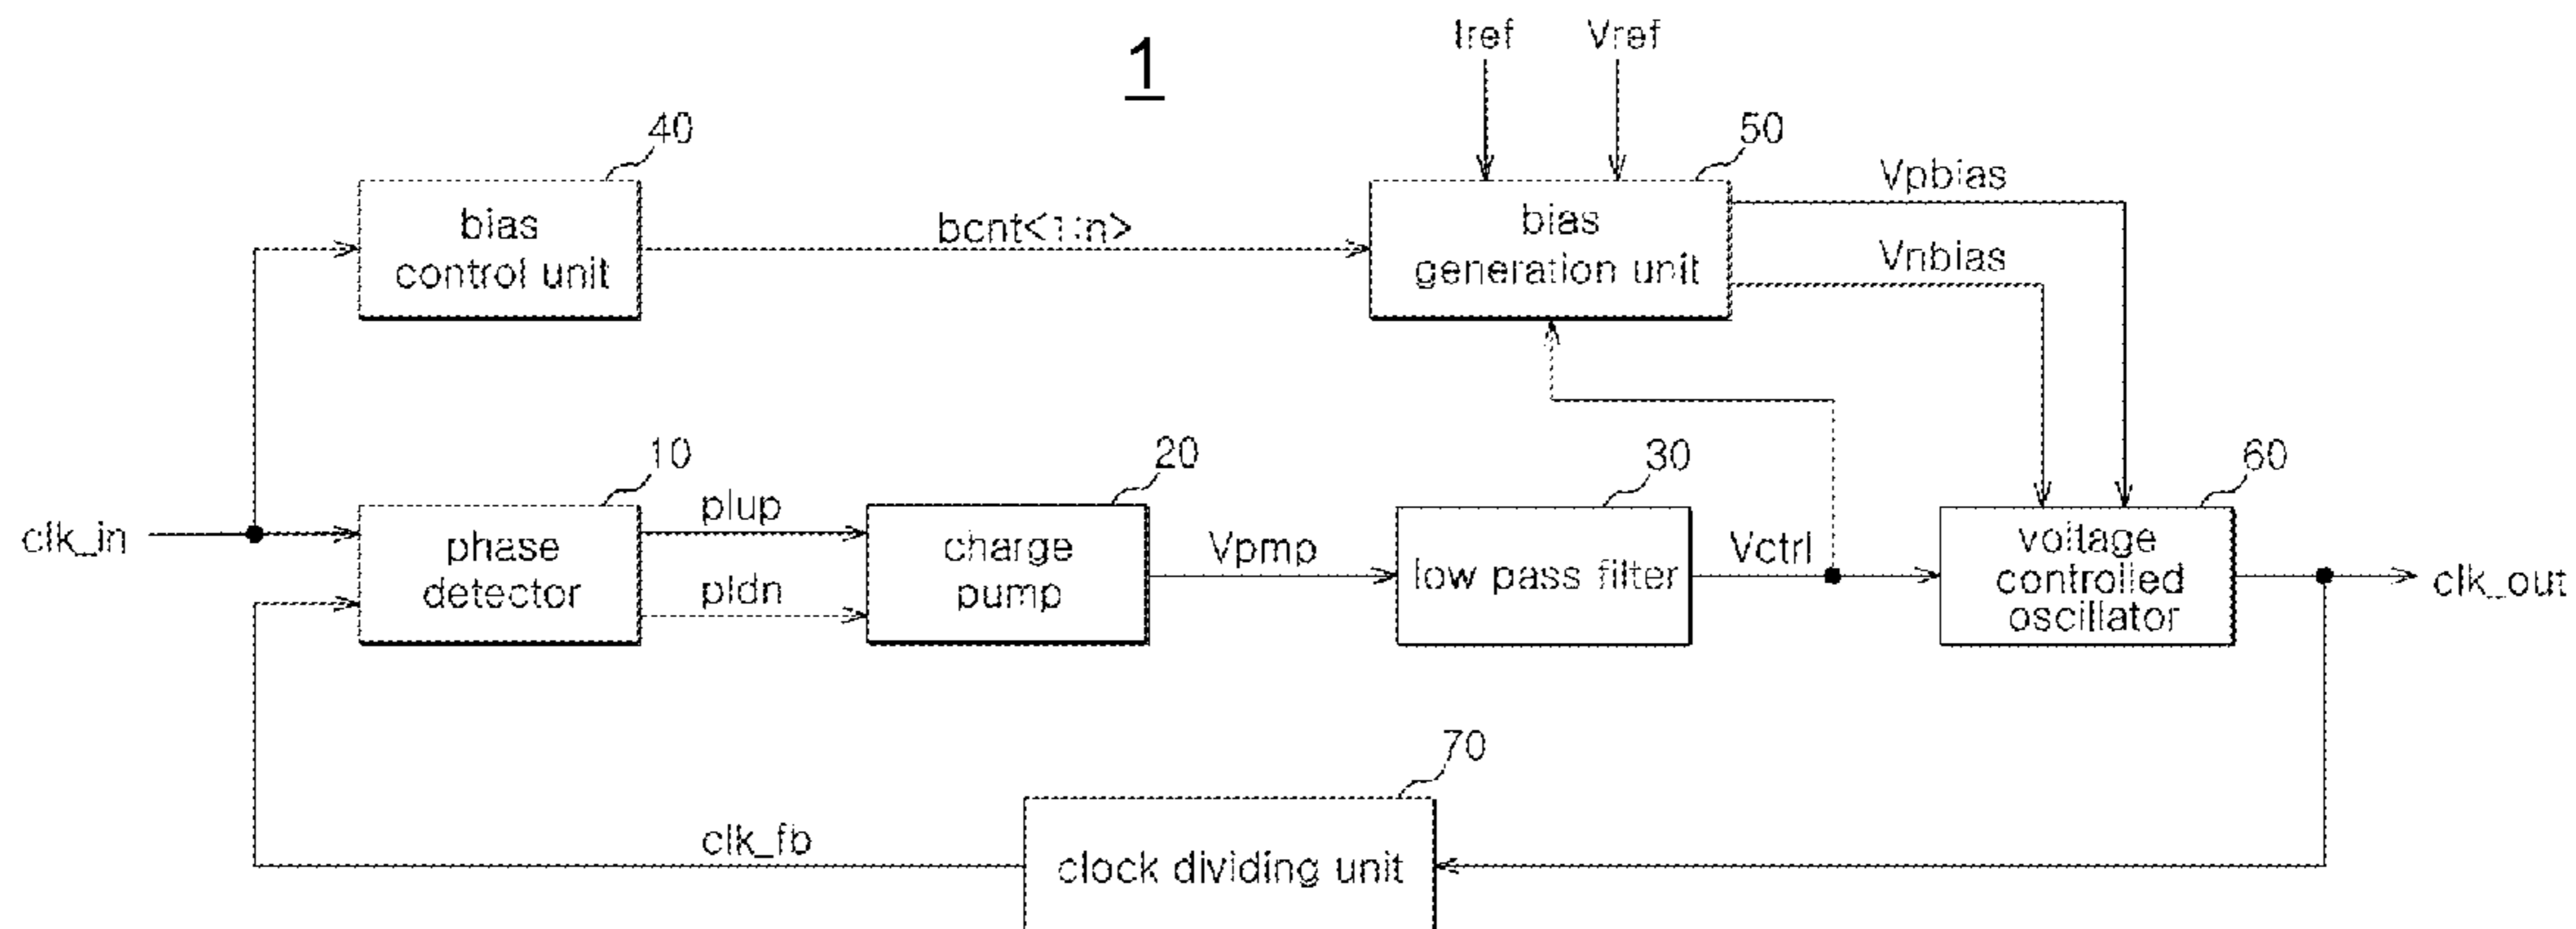 1
Iref
Vref
40
50
bias
control unit
bcnt<1:n>
bias
generation unit
Vpbias
Vnbias
10
20
30
60
clk_in
phase
detector
plup
pldn
charge
pump
Vpmp
low pass filter
Vctrl
voltage
controlled
oscillator
clk_out
70
clk_fb
clock dividing unit